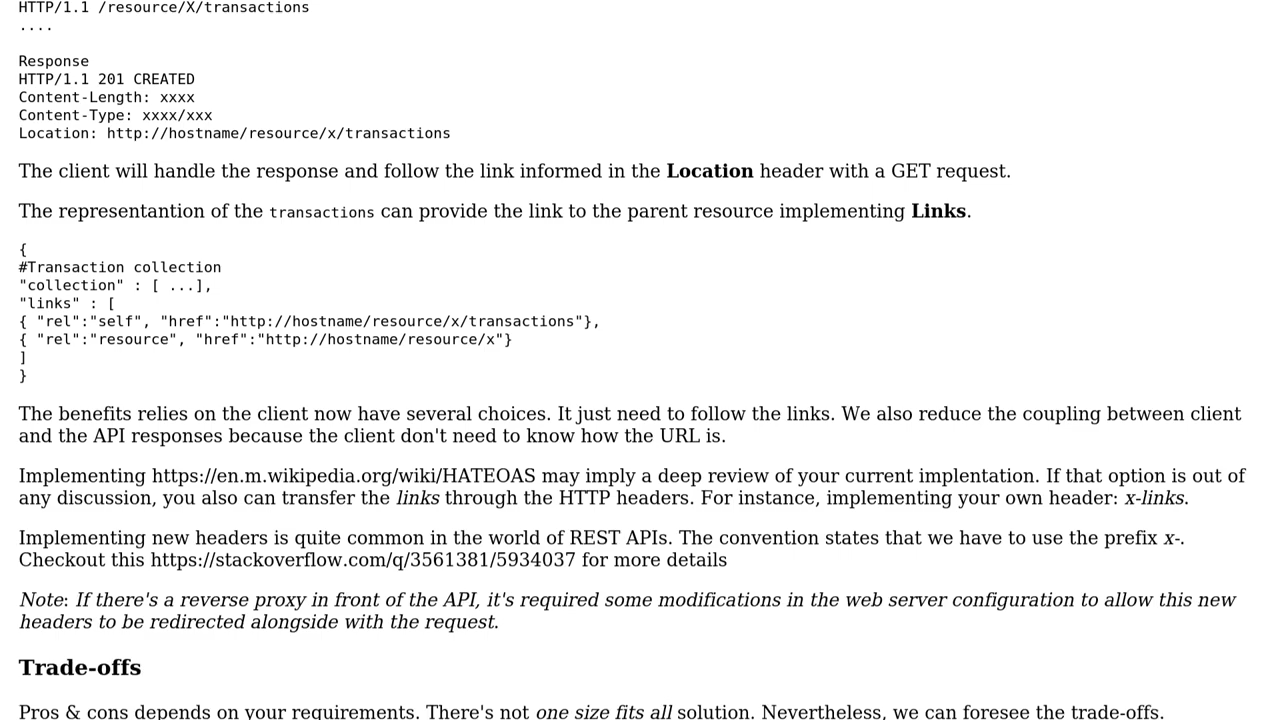 HTTP/1.1 /resource/X/transactions
....
Response
HTTP/1.1 201 CREATED
Content-Length: xxxx
Content-Type: xxxx/xxx
Location: http://hostname/resource/x/transactions
The client will handle the response and follow the link informed in the Location header with a GET request.
The representantion of the transactions can provide the link to the parent resource implementing Links.
{
#Transaction collection
"collection" : [ ...],
"links" : [
{ "rel":"self", "href":"http://hostname/resource/x/transactions"},
{ "rel":"resource", "href":"http://hostname/resource/x"}
]
}
The benefits relies on the client now have several choices. It just need to follow the links. We also reduce the coupling between client
and the API responses because the client don't need to know how the URL is.
Implementing https://en.m.wikipedia.org/wiki/HATEOAS may imply a deep review of your current implentation. If that option is out of
any discussion, you also can transfer the links through the HTTP headers. For instance, implementing your own header: x-links.
Implementing new headers is quite common in the world of REST APIs. The convention states that we have to use the prefix x-.
Checkout this https://stackoverflow.com/q/3561381/5934037 for more details
Note: If there's a reverse proxy in front of the API, it's required some modifications in the web server configuration to allow this new
headers to be redirected alongside with the request.
Trade-offs
Pros & cons depends on your requirements. There's not one size fits all solution. Nevertheless, we can foresee the trade-offs.